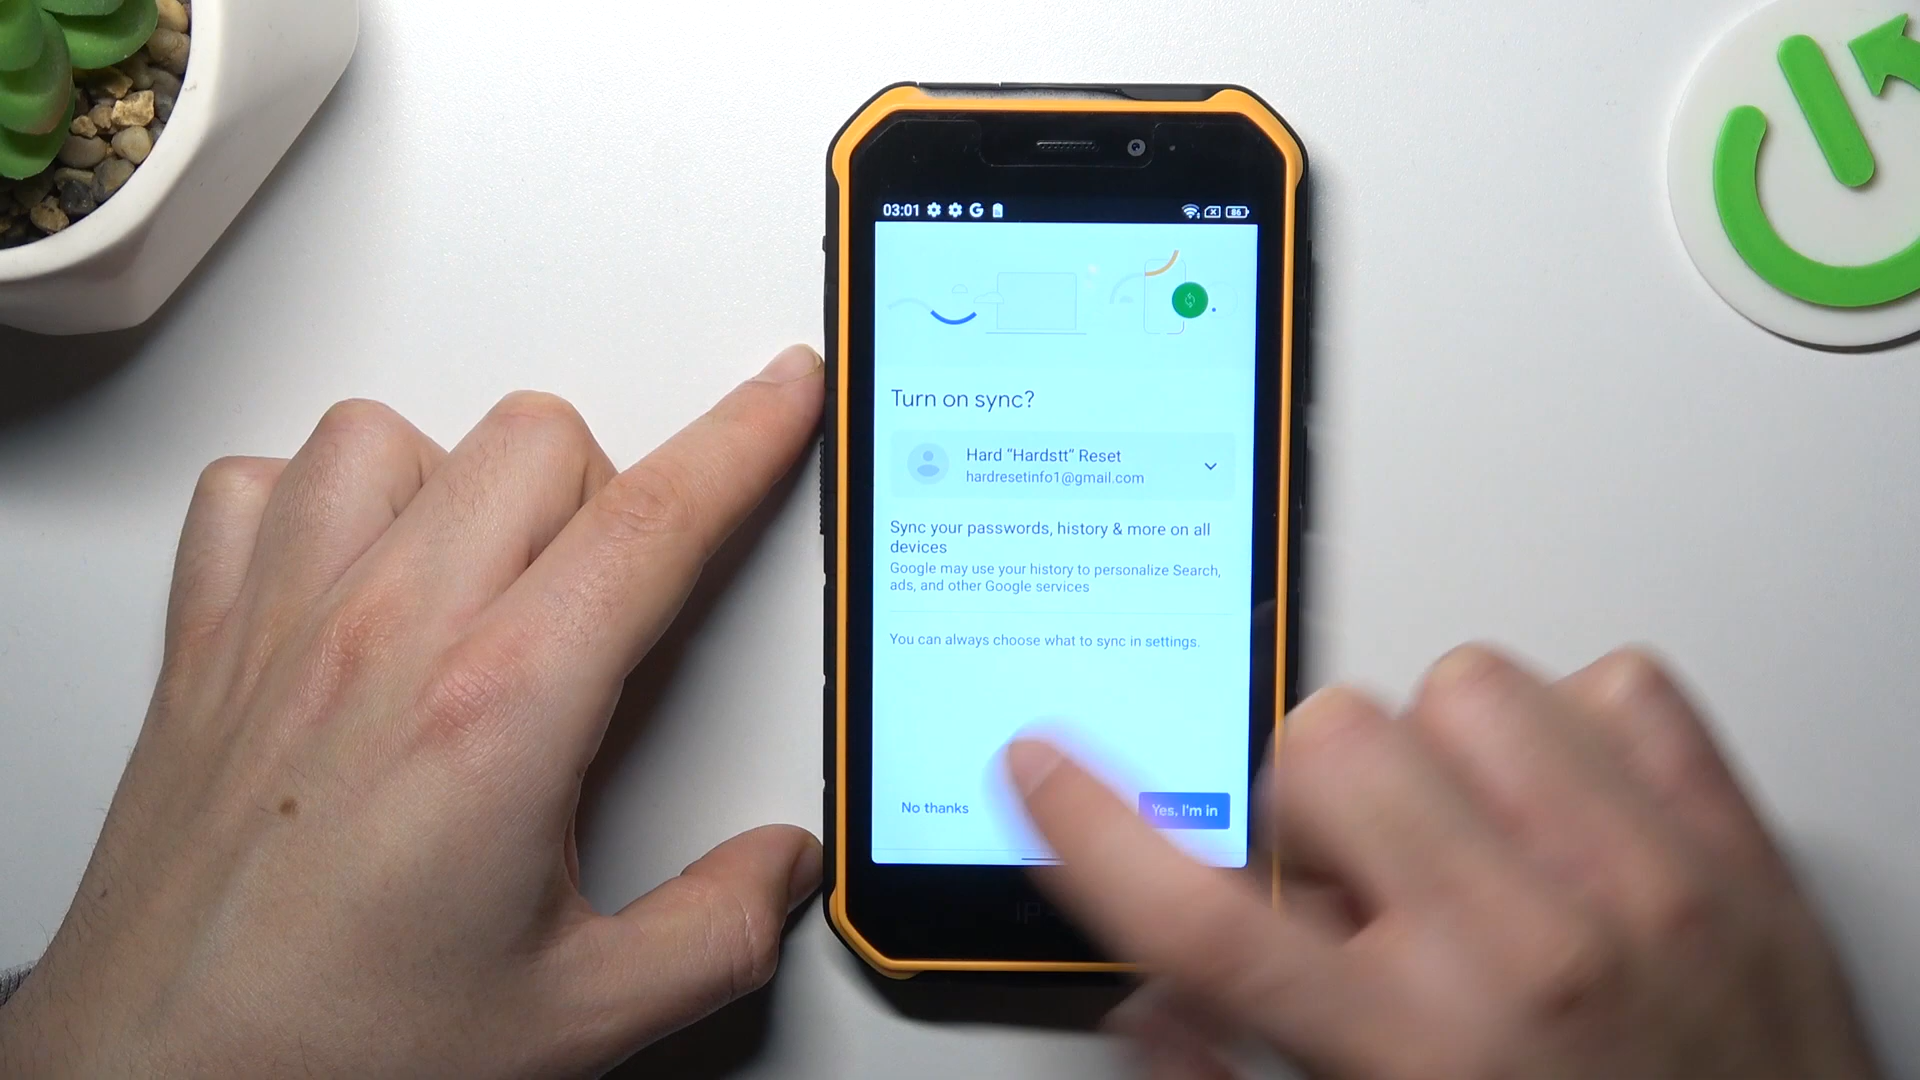 03:01
86
Turn on sync?
Hard "Hardstt" Reset
hardresetinfo1@gmail.com
Sync your passwords, history & more on all
devices
Google may use your history to personalize Search,
ads, and other Google services
You can always choose what to sync in settings.
No thanks
Yes, I'm in